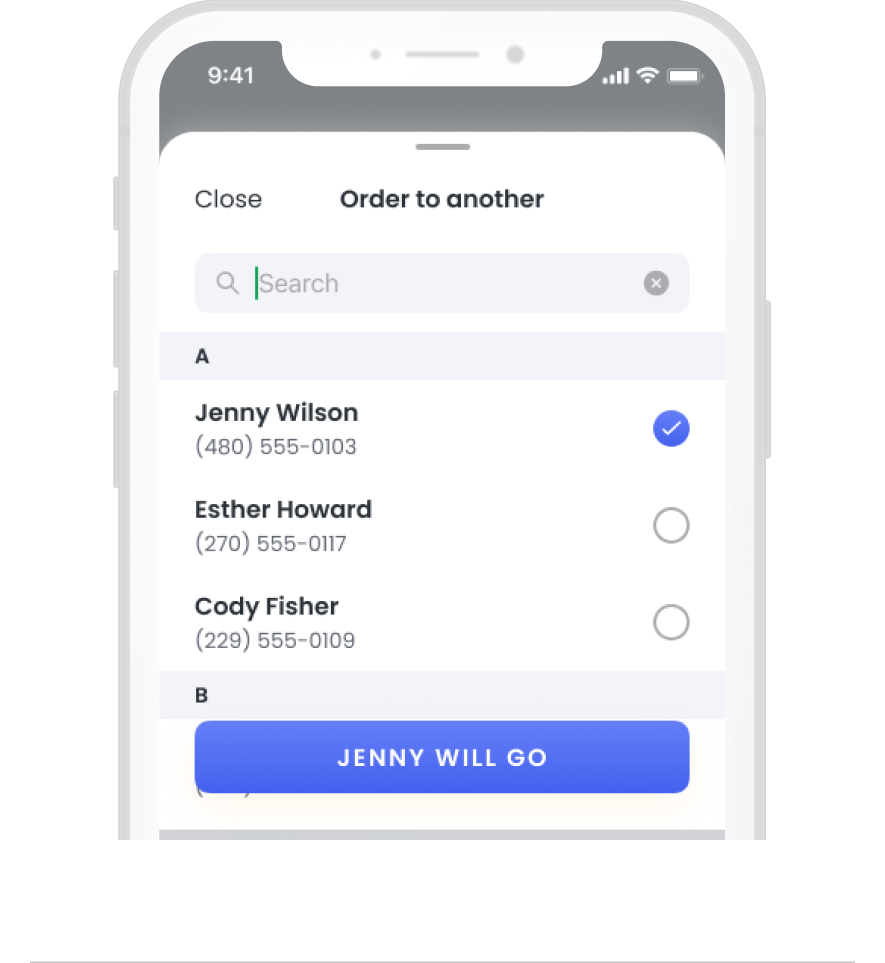 9:41
Close
Order to another
Search
A
Jenny Wilson
(480) 555-0103
Esther Howard
(270) 555-0117
Cody Fisher
(229) 555-0109
B
JENNY WILL GO